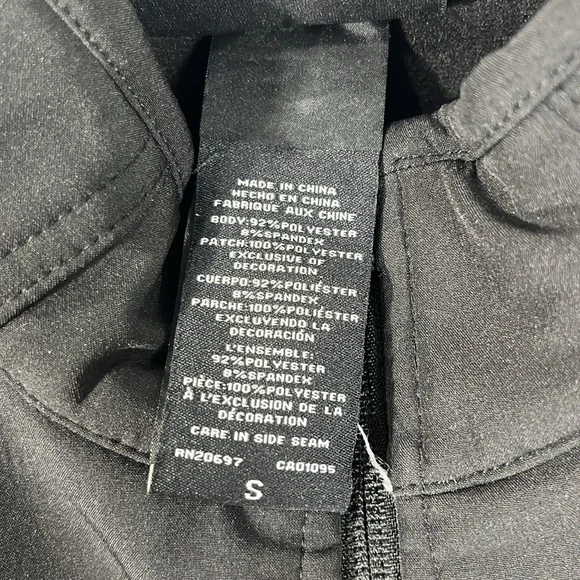 MADE IN CHINA
HECHO EN CHINA
FABRIQUE AUX CHINE
BODY:92%POLYESTER
8%SPANDEX
PATCH:100%POLYESTER
EXCLUSIVE OF
DECORATION
CUERPO:92%POLIÉSTER
8%SPANDEX
PARCHE:100%POLIÉSTER
EXCLUYENDO LA
DECORACIÓN
L'ENSEMBLE:
92%POLYESTER
8%SPANDEX
PIÈCE:100%POLYESTER
À L'EXCLUSION DE LA
DÉCORATION
CARE IN SIDE SEAM
RN20697 CA01095
S